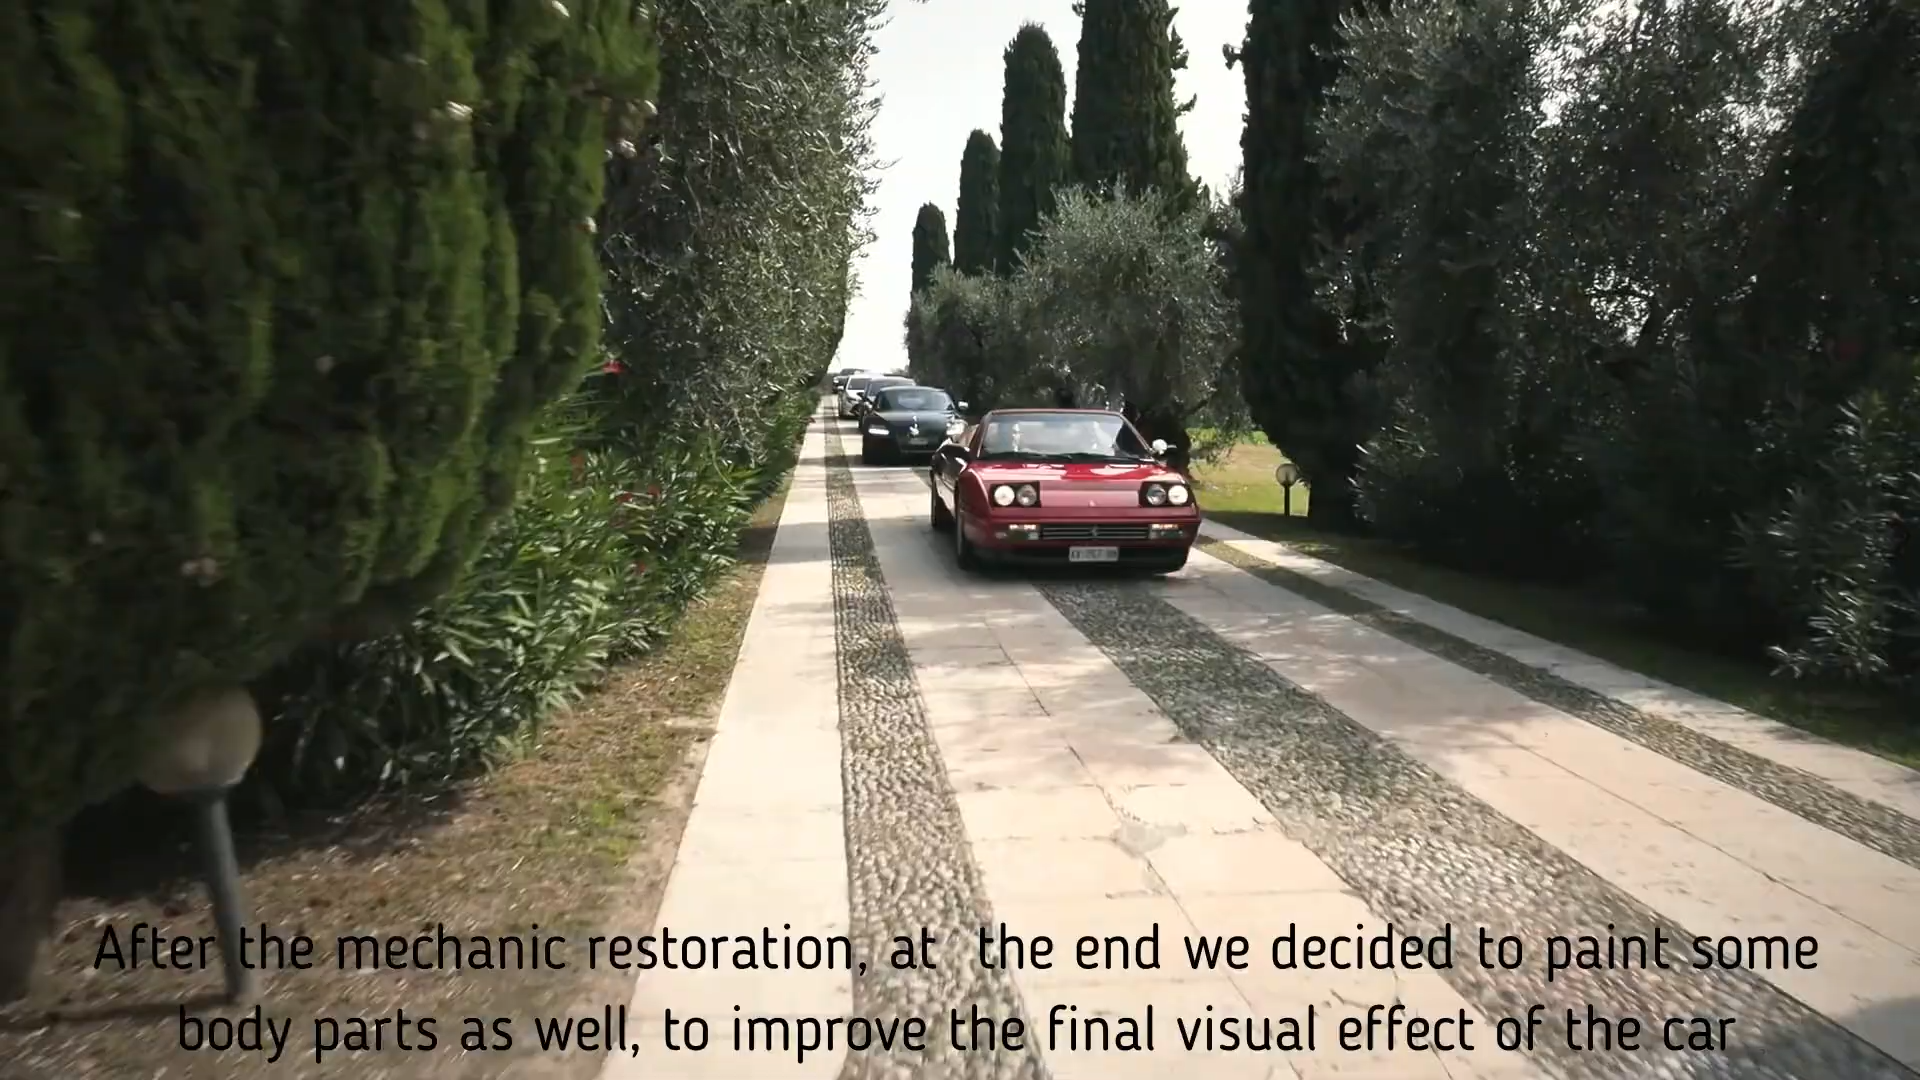 After the mechanic restoration, at  the end we decided to paint some
body parts as well, to improve the final visual effect of the car